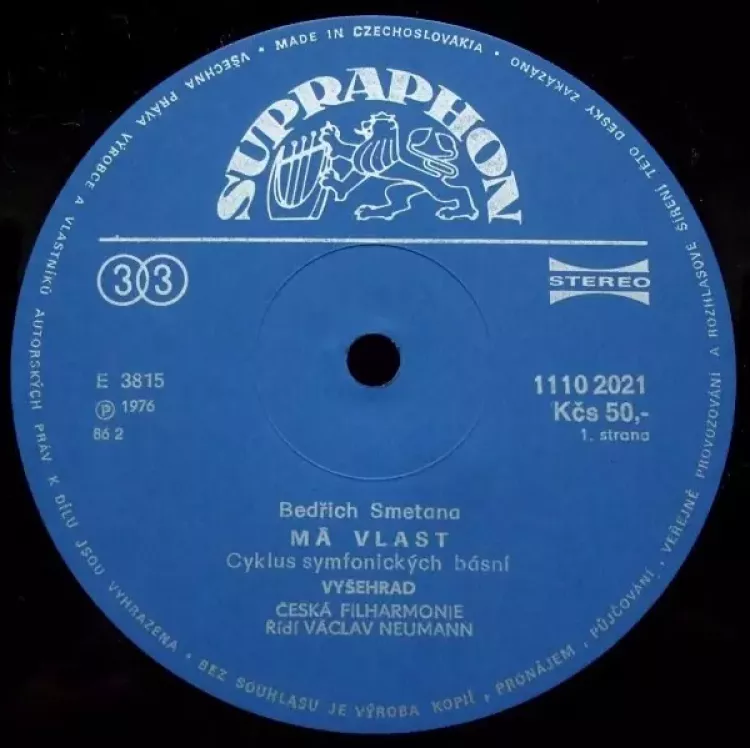 • MADE IN CZECHOSLOVAKIA •
VŠECHNA PRÁVA VÝROBCE A VLASTNÍKŮ AUTORSKÝCH PRÁV K DÍLU JSOU VYHRAZENA • BEZ SOUHLASU JE VÝROBA KOPIÍ, PRONÁJEM, PŮJČOVÁNÍ, VEŘEJNÉ PROVOZOVÁNÍ A ROZHLASOVÉ ŠÍŘENÍ TÉTO DESKY ZAKÁZÁNO
SUPRAPHON
33
STEREO
E 3815
1110 2021
Ⓟ 1976
Kčs 50,-
86 2
1. strana
Bedřich Smetana
MÁ VLAST
Cyklus symfonických básní
VYŠEHRAD
ČESKÁ FILHARMONIE
Řídí VÁCLAV NEUMANN